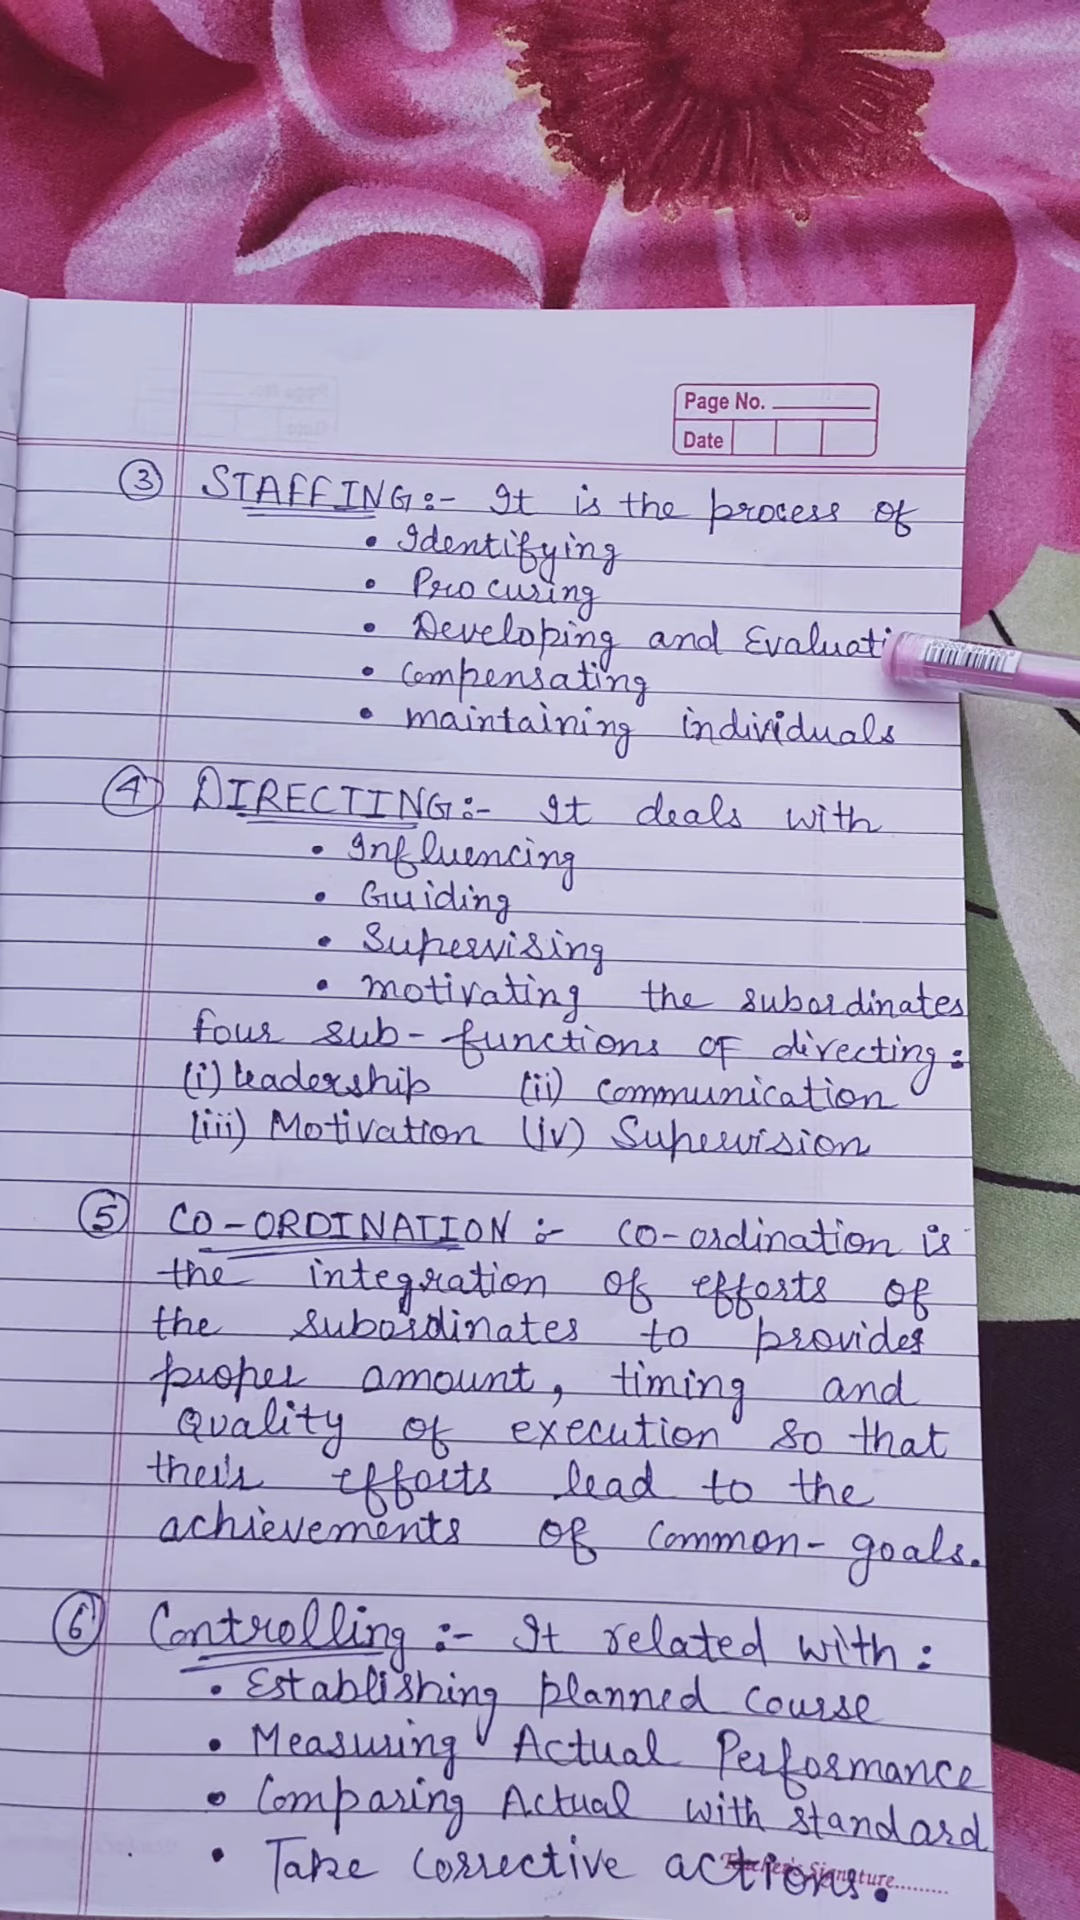 Page No.
Date
③ STAFFING:- It is the process of
• Identifying
• Procuring
• Developing and Evaluati
• Compensating
• maintaining individuals
④ DIRECTING:- It deals with
• Influencing
• Guiding
• Supervising
• motivating the subordinates
four sub-functions of directing:
(i) leadership (ii) communication
(iii) Motivation (iv) Supervision
⑤ CO-ORDINATION :- CO-ordination is
the integration of efforts of
the subordinates to provides
proper amount, timing and
Quality of execution so that
their efforts lead to the
achievements of common-goals.
⑥ Controlling :- It related with:
• Establishing planned course
• Measuring Actual Performance
• Comparing Actual with standard
• Take corrective actions.
Teacher's Signature.........